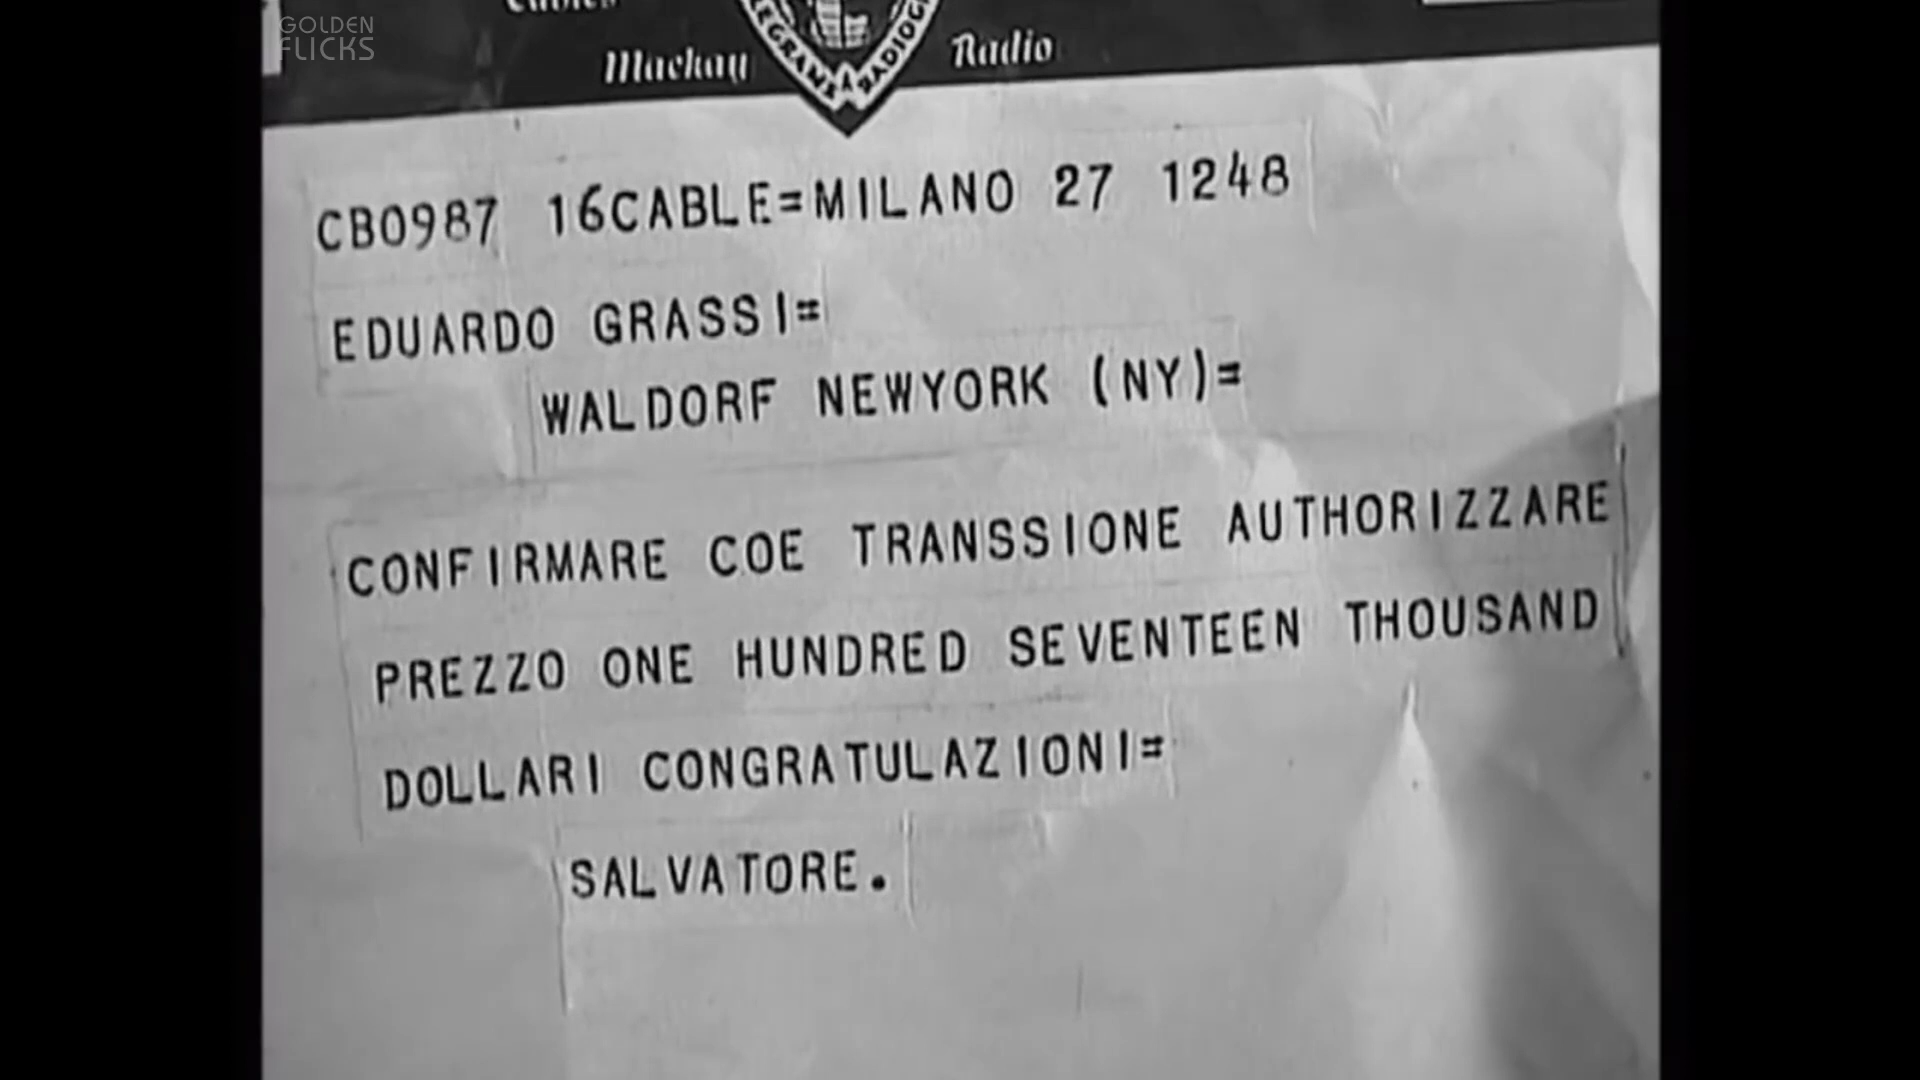 GOLDEN
FLICKS
Mackay
Radio
CB0987 16CABLE=MILANO 27 1248
EDUARDO GRASSI=
WALDORF NEWYORK (NY)=
CONFIRMARE COE TRANSSIONE AUTHORIZZARE
PREZZO ONE HUNDRED SEVENTEEN THOUSAND
DOLLARI CONGRATULAZIONI=
SALVATORE.